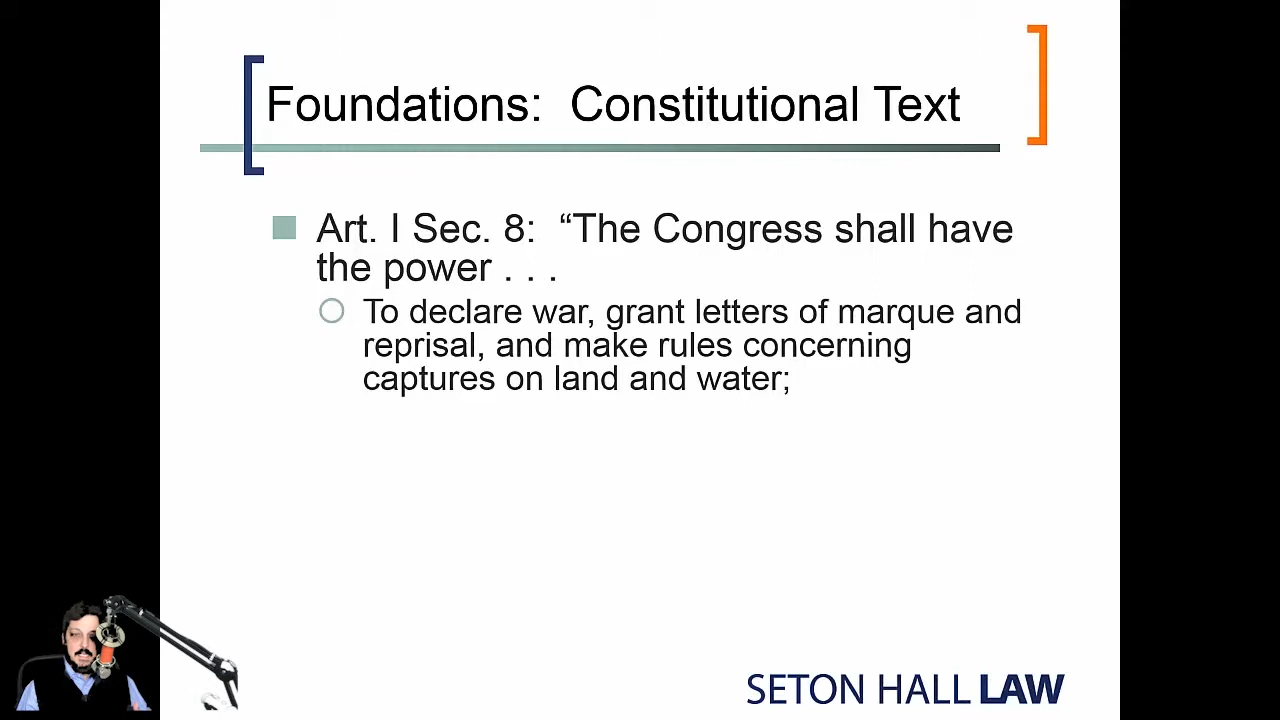 Foundations:  Constitutional Text
Art. I Sec. 8:  “The Congress shall have
the power . . .
To declare war, grant letters of marque and
reprisal, and make rules concerning
captures on land and water;
SETON HALL LAW